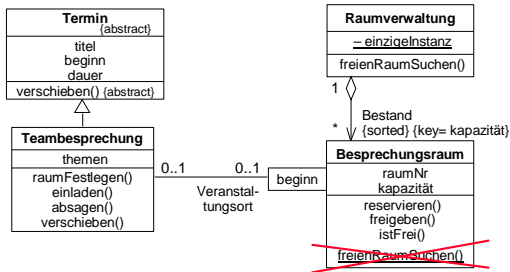 Termin
{abstract}
titel
beginn
dauer
verschieben() {abstract}
Teambesprechung
themen
raumFestlegen()
einladen()
absagen()
verschieben()
0..1
0..1
Veranstal-
tungsort
beginn
Raumverwaltung
– einzigeInstanz
freienRaumSuchen()
1
Bestand
* {sorted} {key= kapazität}
Besprechungsraum
raumNr
kapazität
reservieren()
freigeben()
istFrei()
freienRaumSuchen()